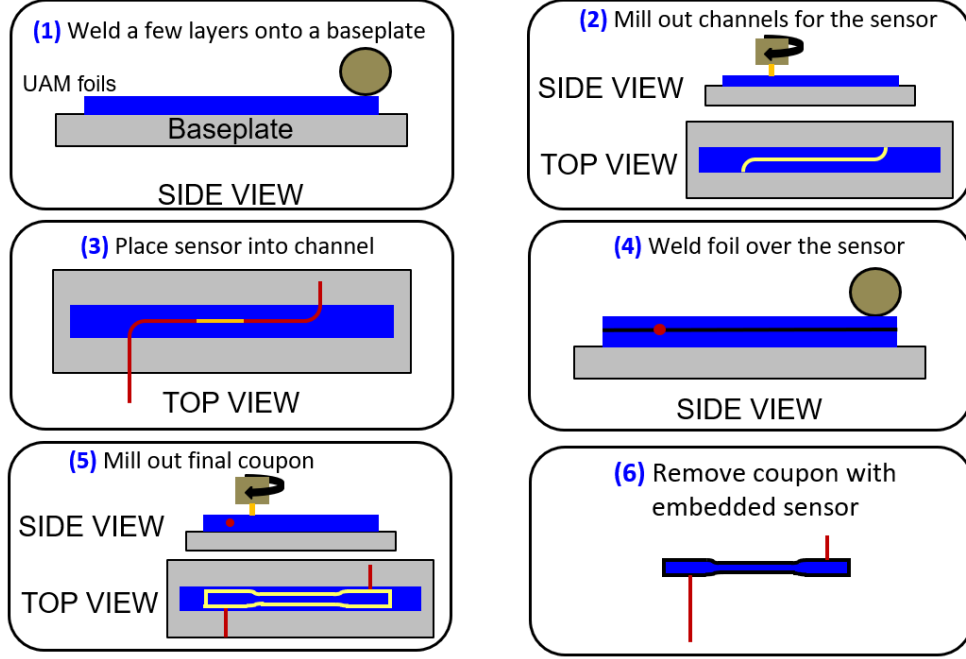 (1) Weld a few layers onto a baseplate
UAM foils
Baseplate
SIDE VIEW
(2) Mill out channels for the sensor
SIDE VIEW
TOP VIEW
(3) Place sensor into channel
TOP VIEW
(4) Weld foil over the sensor
SIDE VIEW
(5) Mill out final coupon
SIDE VIEW
TOP VIEW
(6) Remove coupon with
embedded sensor